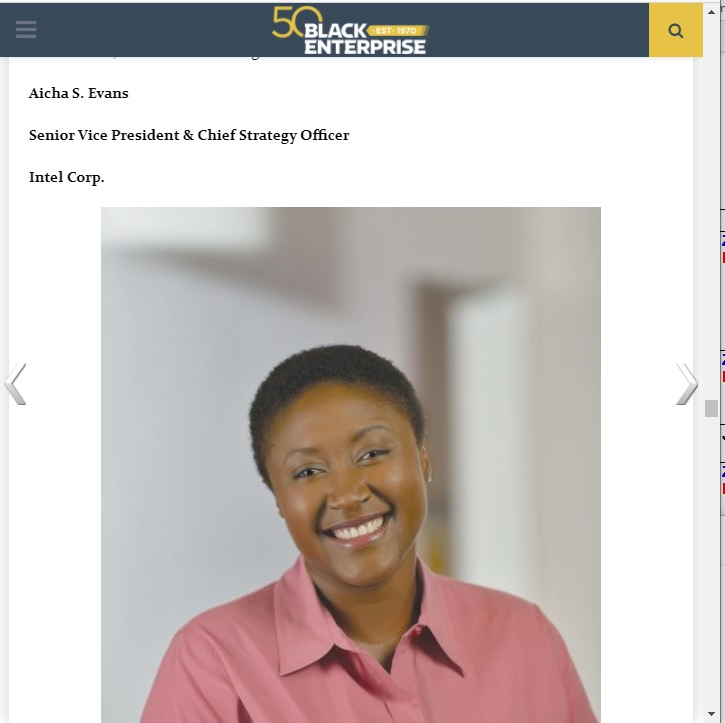 50 BLACK
EST· 1970
ENTERPRISE
Aicha S. Evans
Senior Vice President & Chief Strategy Officer
Intel Corp.